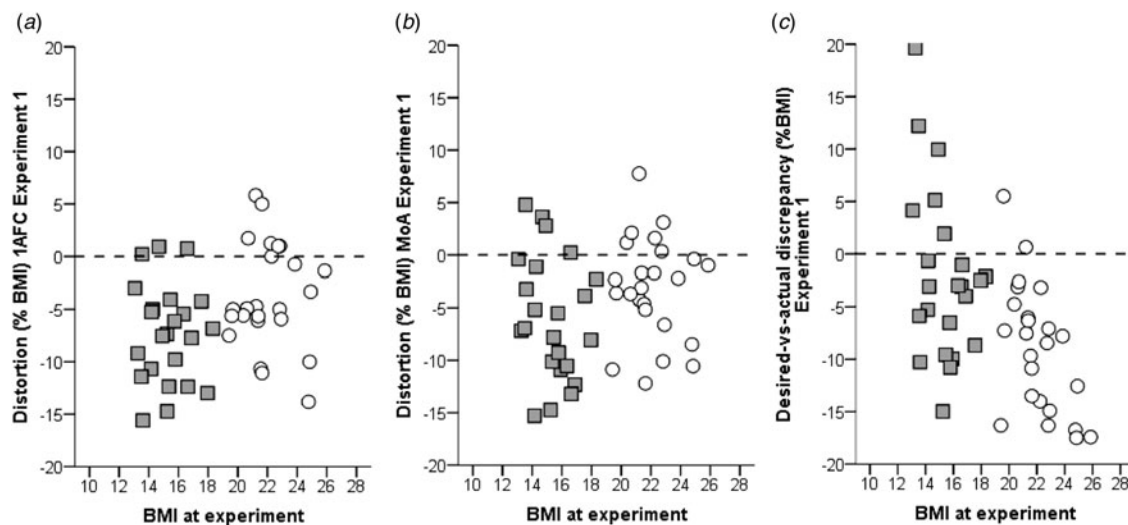 (a)
20
15
10
5
0
-5
-10
-15
-20
Distortion (% BMI) 1AFC Experiment 1
10 12 14 16 18 20 22 24 26 28
BMI at experiment
(b)
20
15
10
5
0
-5
-10
-15
-20
Distortion (% BMI) MoA Experiment 1
10 12 14 16 18 20 22 24 26 28
BMI at experiment
(c)
20
15
10
5
0
-5
-10
-15
-20
Desired-vs-actual discrepancy (%BMI)
Experiment 1
10 12 14 16 18 20 22 24 26 28
BMI at experiment